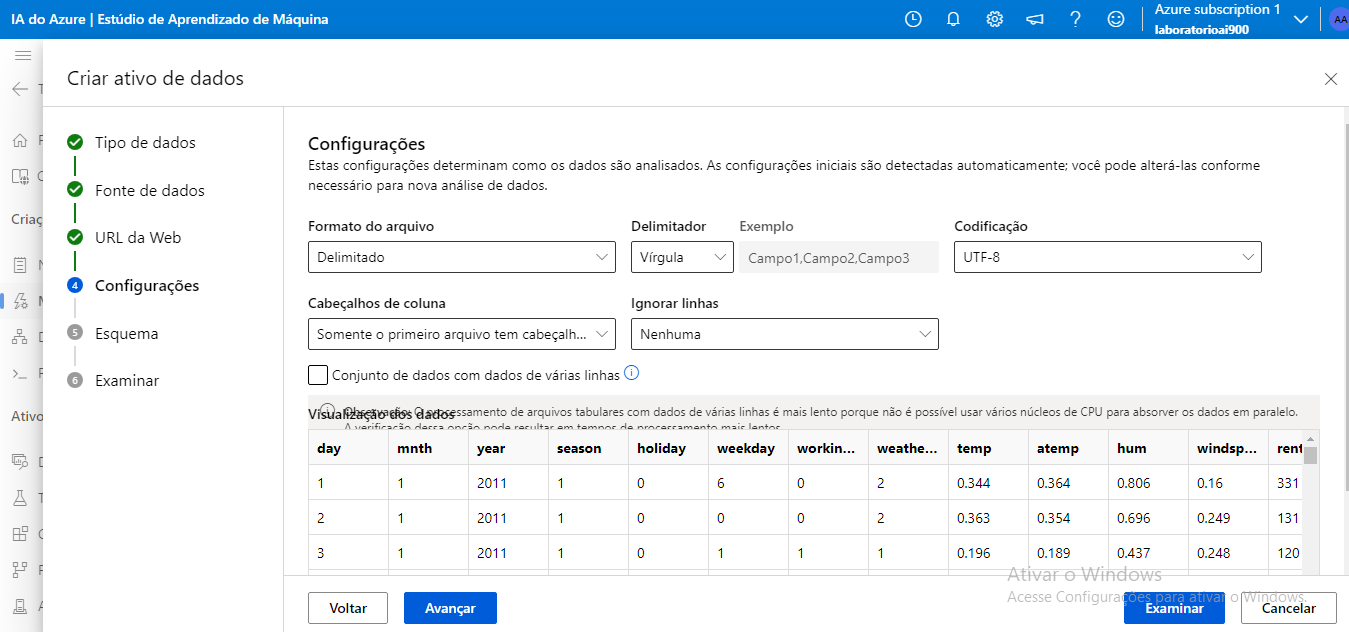 IA do Azure | Estúdio de Aprendizado de Máquina
Azure subscription 1
laboratorioai900
AA
Criar ativo de dados
Tipo de dados
Fonte de dados
URL da Web
4 Configurações
5 Esquema
6 Examinar
Criaç
Ativo
Configurações
Estas configurações determinam como os dados são analisados. As configurações iniciais são detectadas automaticamente; você pode alterá-las conforme
necessário para nova análise de dados.
Formato do arquivo Delimitador Exemplo Codificação
Delimitado Vírgula Campo1,Campo2,Campo3 UTF-8
Cabeçalhos de coluna Ignorar linhas
Somente o primeiro arquivo tem cabeçalh... Nenhuma
Conjunto de dados com dados de várias linhas
Visualização dos dados
Observação: O processamento de arquivos tabulares com dados de várias linhas é mais lento porque não é possível usar vários núcleos de CPU para absorver os dados em paralelo.
A verificação dessa opção pode resultar em tempos de processamento mais lentos.
day mnth year season holiday weekday workin... weathe... temp atemp hum windsp... rent
1 1 2011 1 0 6 0 2 0.344 0.364 0.806 0.16 331
2 1 2011 1 0 0 0 2 0.363 0.354 0.696 0.249 131
3 1 2011 1 0 1 1 1 0.196 0.189 0.437 0.248 120
Ativar o Windows
Acesse Configurações para ativar o Windows.
Voltar Avançar Examinar Cancelar